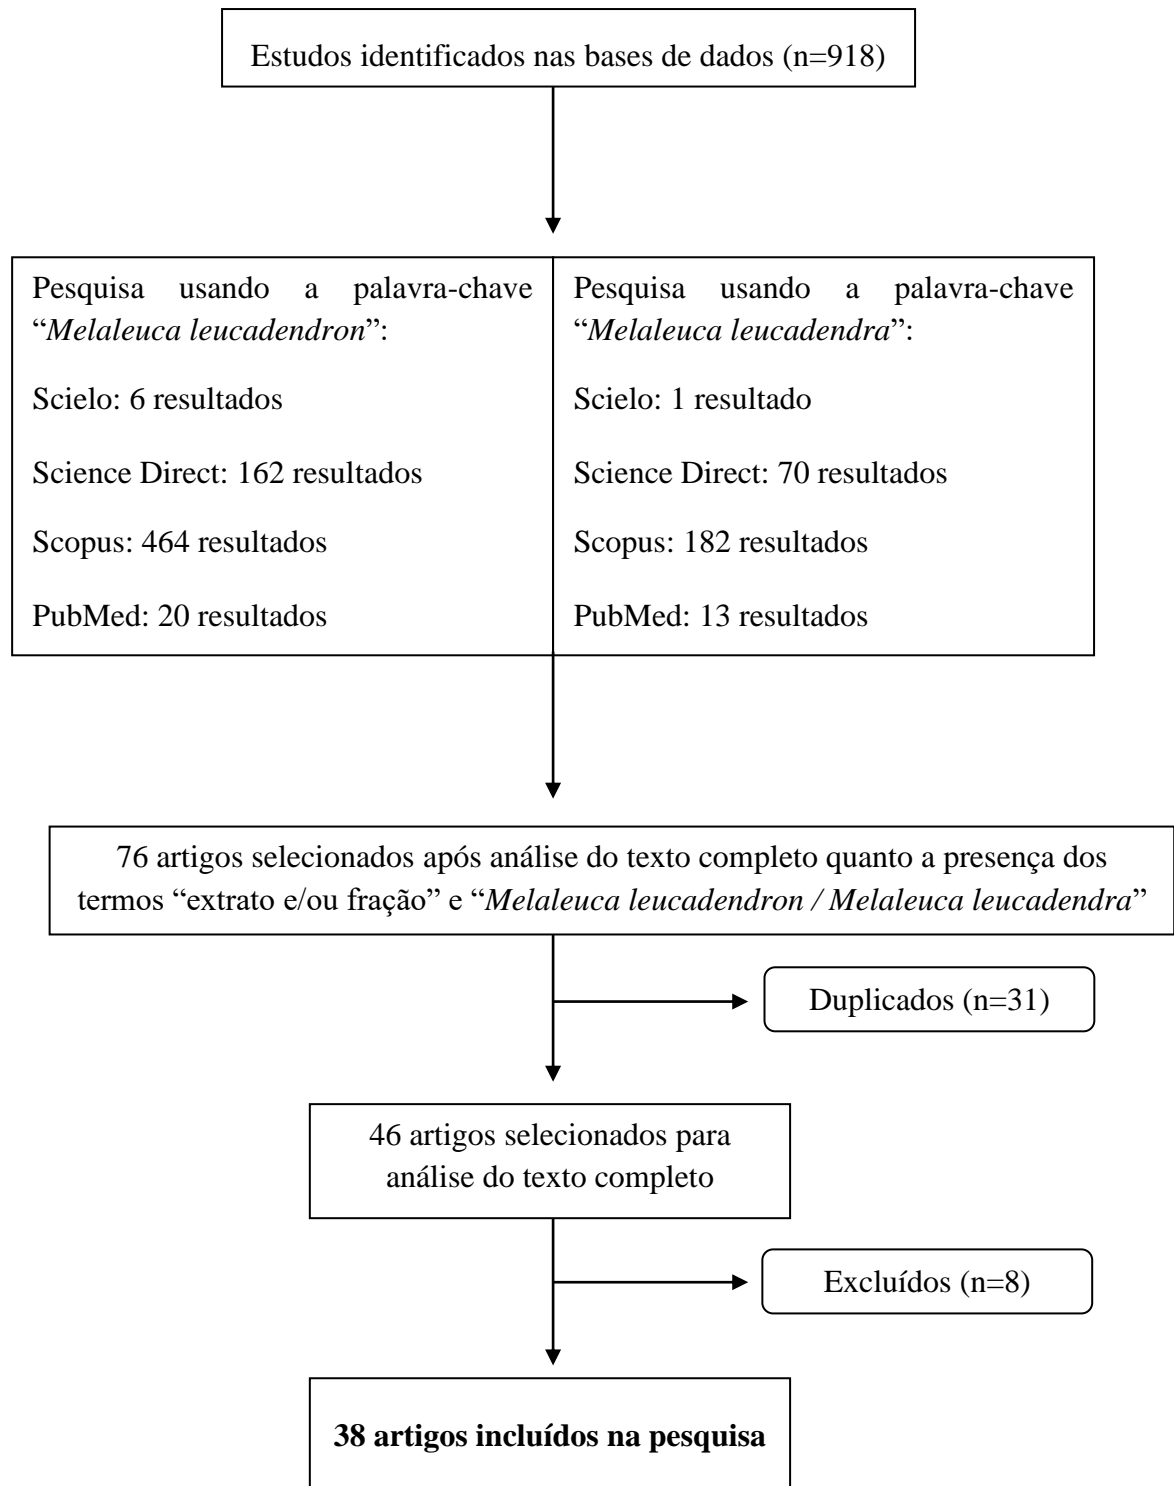 Estudos identificados nas bases de dados (n=918)
Pesquisa usando a palavra-chave
“Melaleuca leucadendron”:
Scielo: 6 resultados
Science Direct: 162 resultados
Scopus: 464 resultados
PubMed: 20 resultados
Pesquisa usando a palavra-chave
“Melaleuca leucadendra”:
Scielo: 1 resultado
Science Direct: 70 resultados
Scopus: 182 resultados
PubMed: 13 resultados
76 artigos selecionados após análise do texto completo quanto a presença dos
termos “extrato e/ou fração” e “Melaleuca leucadendron / Melaleuca leucadendra”
Duplicados (n=31)
46 artigos selecionados para
análise do texto completo
Excluídos (n=8)
38 artigos incluídos na pesquisa